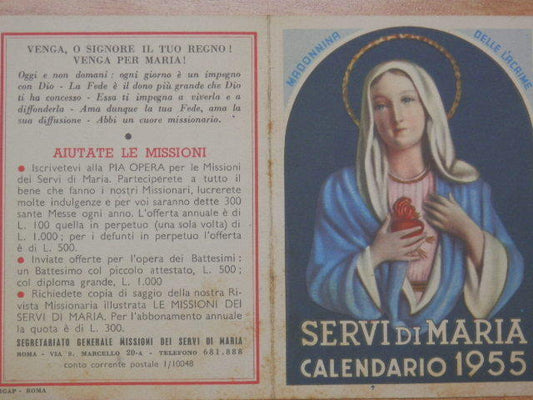 VENGA, O SIGNORE IL TUO REGNO!
VENGA PER MARIA!
Oggi e non domani: ogni giorno è un impegno
con Dio - La Fede è il dono più grande che Dio
ti ha concesso - Essa ti impegna a viverla e a
diffonderla - Ama dunque la tua Fede, ama la
sua diffusione - Abbi un cuore missionario.
AIUTATE LE MISSIONI
● Iscrivetevi alla PIA OPERA per le Missioni
dei Servi di Maria. Parteciperete a tutto il
bene che fanno i nostri Missionari, lucrerete
molte indulgenze e per voi saranno dette 300
sante Messe ogni anno. L'offerta annuale è di
L. 100 quella in perpetuo (una sola volta) di
L. 1.000; per i defunti in perpetuo l'offerta
è di L. 500.
● Inviate offerte per l'opera dei Battesimi:
un Battesimo col piccolo attestato, L. 500;
col diploma grande, L. 1.000
● Richiedete copia di saggio della nostra Ri-
vista Missionaria illustrata LE MISSIONI DEI
SERVI DI MARIA. Per l'abbonamento annuale
la quota è di L. 300.
SEGRETARIATO GENERALE MISSIONI DEI SERVI DI MARIA
ROMA - VIA S. MARCELLO 20-A - TELEFONO 681.888
conto corrente postale 1/10048
IGAP - ROMA
MADONNINA DELLE LACRIME
SERVI DI MARIA
CALENDARIO 1955